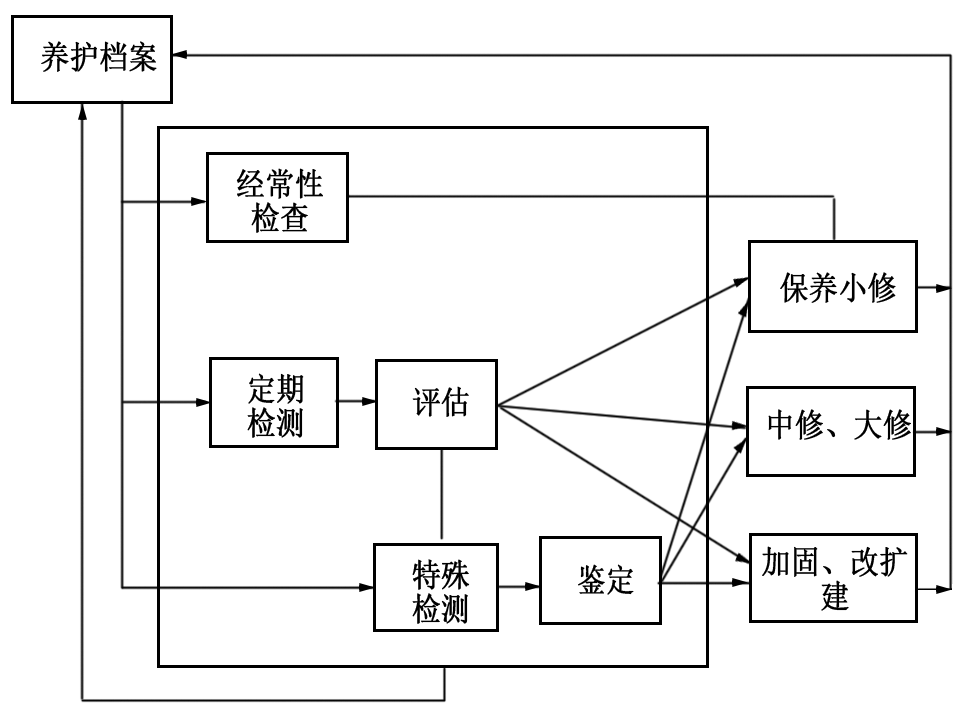 养护档案
经常性
检查
保养小修
定期
检测
评估
中修、大修
特殊
检测
鉴定
加固、改扩
建